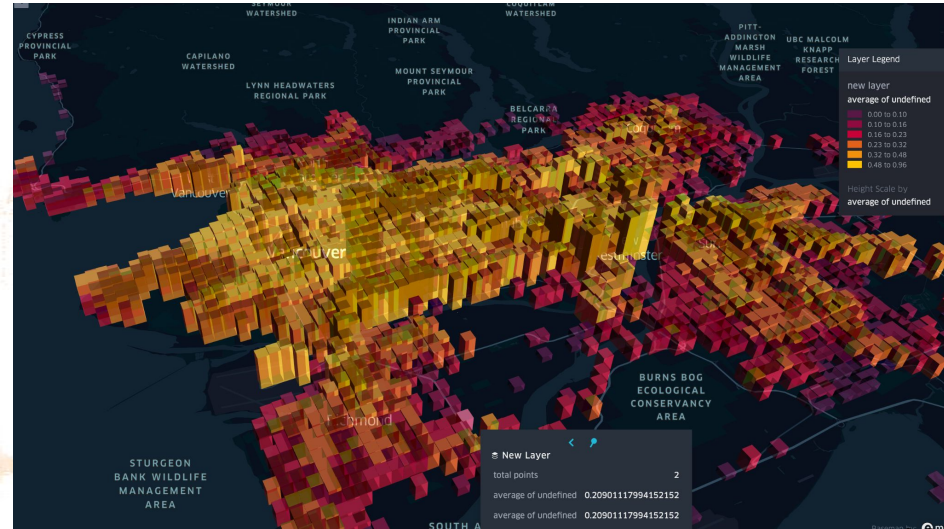 SEYMOUR
WATERSHED
COQUITLAM
WATERSHED
CYPRESS
PROVINCIAL
PARK
INDIAN ARM
PROVINCIAL
PARK
PITT-
ADDINGTON
MARSH
WILDLIFE
MANAGEMENT
AREA
UBC MALCOLM
KNAPP
RESEARCH
FOREST
CAPILANO
WATERSHED
MOUNT SEYMOUR
PROVINCIAL
PARK
LYNN HEADWATERS
REGIONAL PARK
BELCARRA
REGIONAL
PARK
Layer Legend
new layer
average of undefined
0.00 to 0.10
0.10 to 0.16
0.16 to 0.23
0.23 to 0.32
0.32 to 0.48
0.48 to 0.96
Height Scale by
average of undefined
Coquitlam
Vancouver
Vancouver
estminster
Richmond
BURNS BOG
ECOLOGICAL
CONSERVANCY
AREA
STURGEON
BANK WILDLIFE
MANAGEMENT
AREA
New Layer
total points 2
average of undefined 0.20901117994152152
average of undefined 0.20901117994152152
SOUTH A